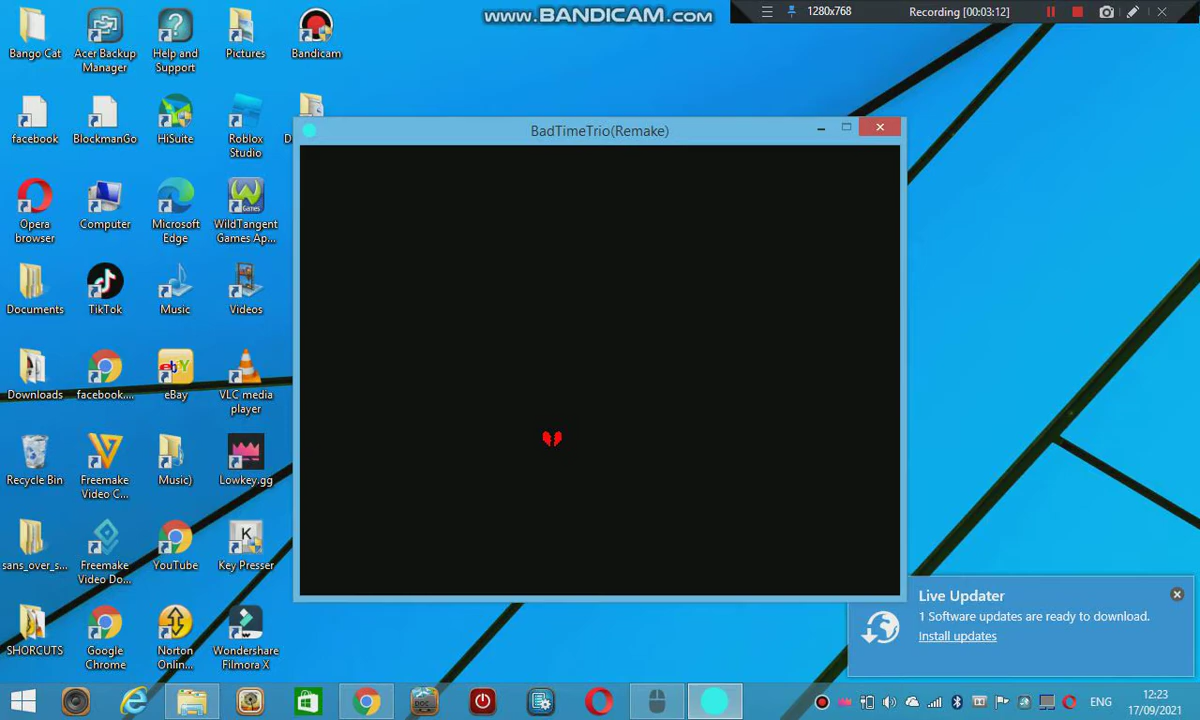 www.BANDICAM.com
1280x768
Recording [00:03:12]
Bango Cat
Acer Backup
Manager
Help and
Support
Pictures
Bandicam
facebook
BlockmanGo
HiSuite
Roblox
Studio
D
BadTimeTrio(Remake)
Opera
browser
Computer
Microsoft
Edge
WildTangent
Games Ap...
Documents
TikTok
Music
Videos
Downloads
facebook....
eBay
VLC media
player
Recycle Bin
Freemake
Video C...
Music)
Lowkey.gg
sans_over_s...
Freemake
Video Do...
YouTube
Key Presser
SHORCUTS
Google
Chrome
Norton
Onlin...
Wondershare
Filmora X
Live Updater
1 Software updates are ready to download.
Install updates
ENG
12:23
17/09/2021